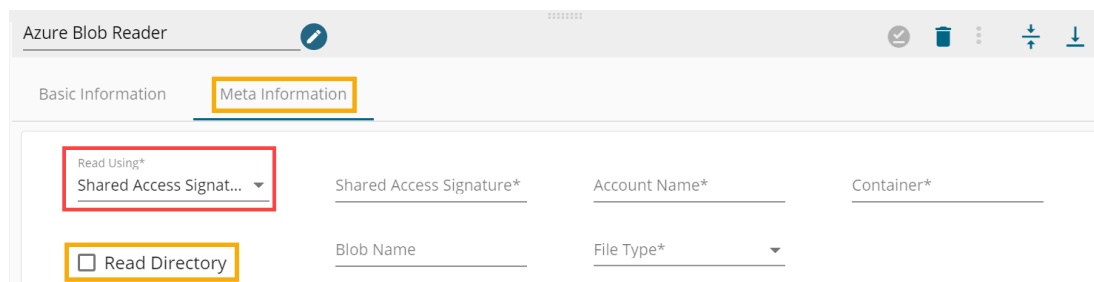 Azure Blob Reader
Basic Information Meta Information
Read Using*
Shared Access Signat... Shared Access Signature* Account Name* Container*
Read Directory Blob Name File Type*